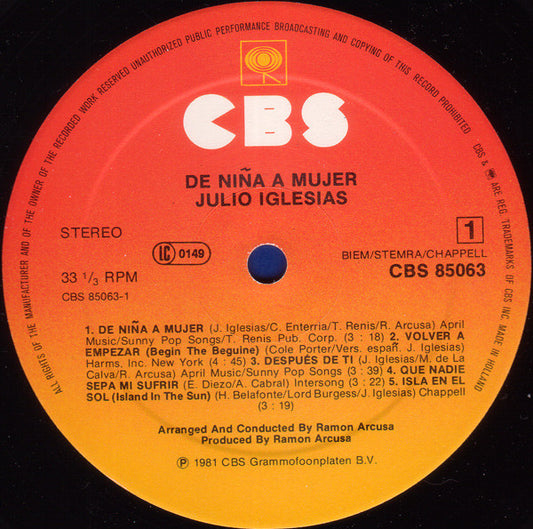 ALL RIGHTS OF THE MANUFACTURER AND OF THE OWNER OF THE RECORDED WORK RESERVED UNAUTHORIZED PUBLIC PERFORMANCE BROADCASTING AND COPYING OF THIS RECORD PROHIBITED
CBS & ARE REG. TRADEMARKS OF CBS INC. MADE IN HOLLAND
CBS
DE NIÑA A MUJER
JULIO IGLESIAS
STEREO
LC 0149
1
BIEM/STEMRA/CHAPPELL
33 1/3 RPM
CBS 85063
CBS 85063-1
1. DE NIÑA A MUJER (J. Iglesias/C. Enterria/T. Renis/R. Arcusa) April
Music/Sunny Pop Songs/T. Renis Pub. Corp. (3 : 18) 2. VOLVER A
EMPEZAR (Begin The Beguine) (Cole Porter/Vers. españ. J. Iglesias)
Harms, Inc. New York (4 : 45) 3. DESPUÉS DE TI (J. Iglesias/M. de La
Calva/R. Arcusa) April Music/Sunny Pop Songs (3 : 39) 4. QUE NADIE
SEPA MI SUFRIR (E. Diezo/A. Cabral) Intersong (3 : 22) 5. ISLA EN EL
SOL (Island In The Sun) (H. Belafonte/Lord Burgess/J. Iglesias) Chappell
(3 : 19)
Arranged And Conducted By Ramon Arcusa
Produced By Ramon Arcusa
℗ 1981 CBS Grammofoonplaten B.V.